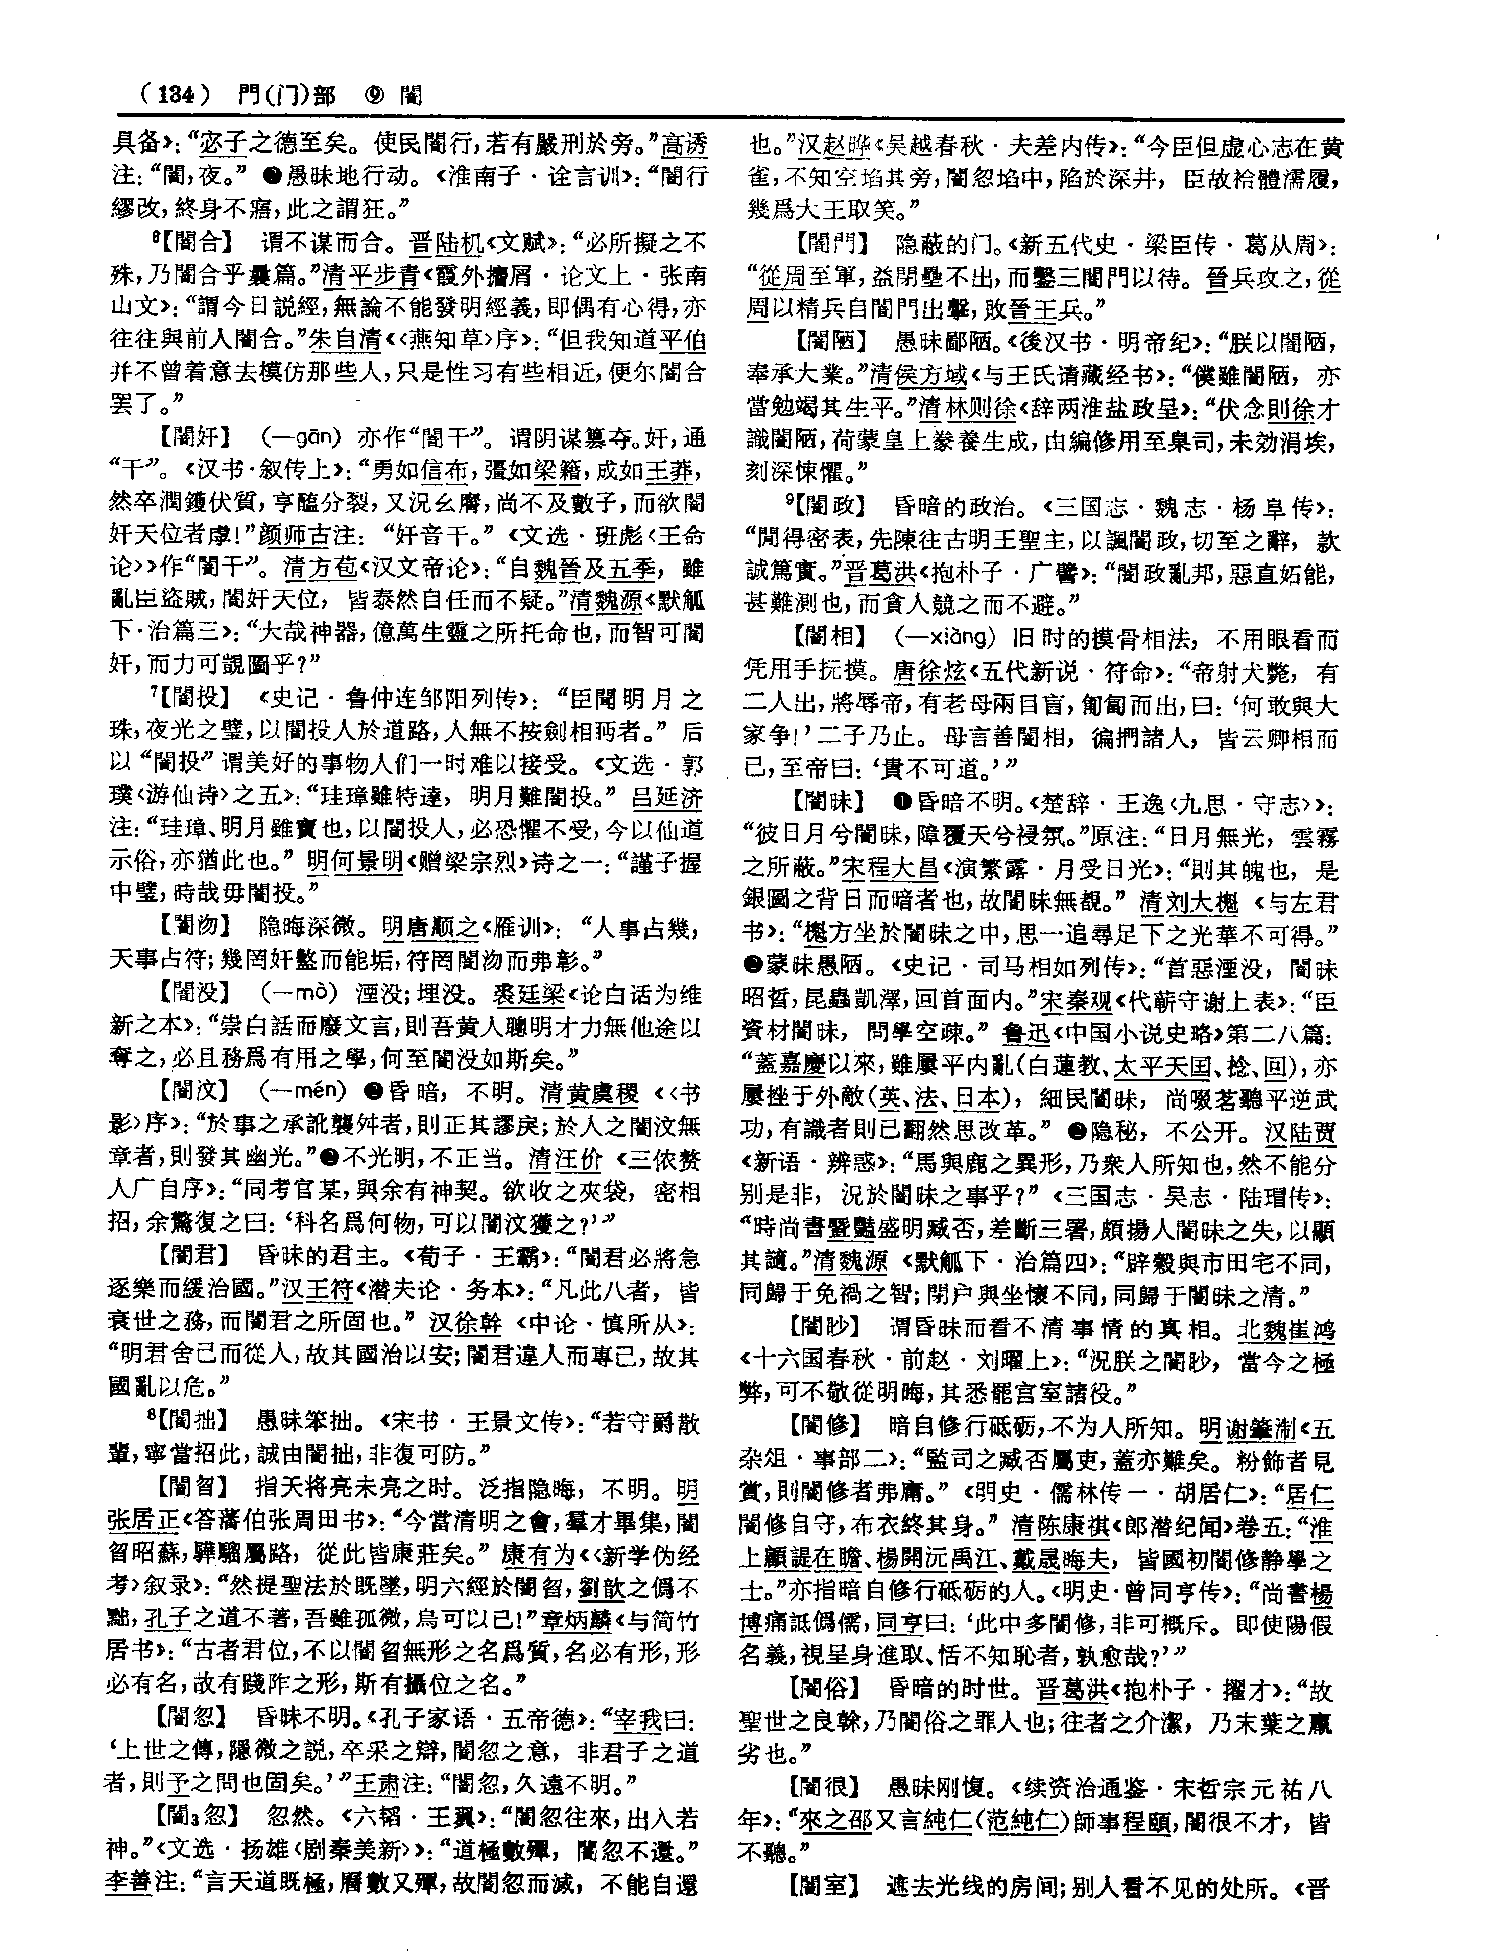 （134） 門(门)部 ⑨ 闇
具备》：“宓子之德至矣。使民闇行，若有嚴刑於旁。”高诱
注：“闇，夜。”❷愚昧地行动。《淮南子·诠言训》：“闇行
繆改，終身不寤，此之謂狂。”
⁶【闇合】 谓不谋而合。晋陆机《文赋》：“必所擬之不
殊，乃闇合乎曩篇。”清平步青《霞外攟屑·论文上·张南
山文》：“謂今日説經，無論不能發明經義，即偶有心得，亦
往往與前人闇合。”朱自清《〈燕知草〉序》：“但我知道平伯
并不曾着意去模仿那些人，只是性习有些相近，便尔闇合
罢了。”
【闇奸】 （—gān）亦作“闇干”。谓阴谋篡夺。奸，通
“干”。《汉书·叙传上》：“勇如信布，彊如梁籍，成如王莽，
然卒潤鑊伏質，亨醢分裂，又況幺麿，尚不及數子，而欲闇
奸天位者虖！”颜师古注：“奸音干。”《文选·班彪〈王命
论〉》作“闇干”。清方苞《汉文帝论》：“自魏晉及五季，雖
亂臣盜賊，闇奸天位，皆泰然自任而不疑。”清魏源《默觚
下·治篇三》：“大哉神器，億萬生靈之所托命也，而智可闇
奸，而力可覬圖乎？”
⁷【闇投】 《史记·鲁仲连邹阳列传》：“臣聞明月之
珠，夜光之璧，以闇投人於道路，人無不按劍相眄者。”后
以“闇投”谓美好的事物人们一时难以接受。《文选·郭
璞〈游仙诗〉之五》：“珪璋雖特達，明月難闇投。”吕延济
注：“珪璋、明月雖寶也，以闇投人，必恐懼不受，今以仙道
示俗，亦猶此也。”明何景明《赠梁宗烈》诗之一：“謹子握
中璧，時哉毋闇投。”
【闇沕】 隐晦深微。明唐顺之《雁训》：“人事占幾，
天事占符；幾罔奸盭而能垢，符罔闇沕而弗彰。”
【闇没】 （—mò）湮没；埋没。裘廷梁《论白话为维
新之本》：“崇白話而廢文言，則吾黄人聰明才力無他途以
奪之，必且務爲有用之學，何至闇没如斯矣。”
【闇汶】 （—mén）❶昏暗，不明。清黄虞稷《〈书
影〉序》：“於事之承訛襲舛者，則正其謬戾；於人之闇汶無
章者，則發其幽光。”❷不光明，不正当。清汪价《三侬赘
人广自序》：“同考官某，與余有神契。欲收之夾袋，密相
招，余驚復之曰：‘科名爲何物，可以闇汶獲之？’”
【闇君】 昏昧的君主。《荀子·王霸》：“闇君必將急
逐樂而緩治國。”汉王符《潜夫论·务本》：“凡此八者，皆
衰世之務，而闇君之所固也。”汉徐幹《中论·慎所从》：
“明君舍己而從人，故其國治以安；闇君違人而專己，故其
國亂以危。”
⁸【闇拙】 愚昧笨拙。《宋书·王景文传》：“若守爵散
輩，寧當招此，誠由闇拙，非復可防。”
【闇曶】 指天将亮未亮之时。泛指隐晦，不明。明
张居正《答藩伯张周田书》：“今當清明之會，羣才畢集，闇
曶昭蘇，驊騮屬路，從此皆康莊矣。”康有为《〈新学伪经
考〉叙录》：“然提聖法於既墜，明六經於闇曶，劉歆之僞不
黜，孔子之道不著，吾雖孤微，烏可以已！”章炳麟《与简竹
居书》：“古者君位，不以闇曶無形之名爲質，名必有形，形
必有名，故有踐阼之形，斯有攝位之名。”
【闇忽】 昏昧不明。《孔子家语·五帝德》：“宰我曰：
‘上世之傳，隱微之説，卒采之辯，闇忽之意，非君子之道
者，則予之問也固矣。’”王肃注：“闇忽，久遠不明。”
【闇₃忽】 忽然。《六韬·王翼》：“闇忽往來，出入若
神。”《文选·扬雄〈剧秦美新〉》：“道極數殫，闇忽不還。”
李善注：“言天道既極，曆數又殫，故闇忽而滅，不能自還
也。”汉赵晔《吴越春秋·夫差内传》：“今臣但虚心志在黄
雀，不知空埳其旁，闇忽埳中，陷於深井，臣故袷體濡履，
幾爲大王取笑。”
【闇門】 隐蔽的门。《新五代史·梁臣传·葛从周》：
“從周至軍，益閉壘不出，而鑿三闇門以待。晉兵攻之，從
周以精兵自闇門出擊，敗晉王兵。”
【闇陋】 愚昧鄙陋。《後汉书·明帝纪》：“朕以闇陋，
奉承大業。”清侯方域《与王氏请藏经书》：“僕雖闇陋，亦
當勉竭其生平。”清林则徐《辞两淮盐政呈》：“伏念則徐才
識闇陋，荷蒙皇上豢養生成，由編修用至臬司，未効涓埃，
刻深悚懼。”
⁹【闇政】 昏暗的政治。《三国志·魏志·杨阜传》：
“聞得密表，先陳往古明王聖主，以諷闇政，切至之辭，款
誠篤實。”晋葛洪《抱朴子·广譬》：“闇政亂邦，惡直妬能，
甚難測也，而貪人競之而不避。”
【闇相】 （—xiàng）旧时的摸骨相法，不用眼看而
凭用手抚摸。唐徐炫《五代新说·符命》：“帝射犬斃，有
二人出，將辱帝，有老母兩目盲，匍匐而出，曰：‘何敢與大
家争！’二子乃止。母言善闇相，徧捫諸人，皆云卿相而
已，至帝曰：‘貴不可道。’”
【闇昧】 ❶昏暗不明。《楚辞·王逸〈九思·守志〉》：
“彼日月兮闇昧，障覆天兮祲氛。”原注：“日月無光，雲霧
之所蔽。”宋程大昌《演繁露·月受日光》：“則其魄也，是
銀圓之背日而暗者也，故闇昧無覩。”清刘大櫆《与左君
书》：“櫆方坐於闇昧之中，思一追尋足下之光華不可得。”
❷蒙昧愚陋。《史记·司马相如列传》：“首惡湮没，闇昧
昭晢，昆蟲凱澤，回首面内。”宋秦观《代蕲守谢上表》：“臣
資材闇昧，問學空疎。”鲁迅《中国小说史略》第二八篇：
“蓋嘉慶以來，雖屢平内亂（白蓮教、太平天国、捻、回），亦
屢挫于外敵（英、法、日本），細民闇昧，尚啜茗聽平逆武
功，有識者則已翻然思改革。”❸隐秘，不公开。汉陆贾
《新语·辨惑》：“馬與鹿之異形，乃衆人所知也，然不能分
别是非，況於闇昧之事乎？”《三国志·吴志·陆瑁传》：
“時尚書暨豔盛明臧否，差斷三署，頗揚人闇昧之失，以顯
其謫。”清魏源《默觚下·治篇四》：“辟穀與市田宅不同，
同歸于免禍之智；閉户與坐懷不同，同歸于闇昧之清。”
【闇眇】 谓昏昧而看不清事情的真相。北魏崔鸿
《十六国春秋·前赵·刘曜上》：“況朕之闇眇，當今之極
弊，可不敬從明晦，其悉罷宫室諸役。”
【闇修】 暗自修行砥砺，不为人所知。明谢肇淛《五
杂俎·事部二》：“監司之臧否屬吏，蓋亦難矣。粉飾者見
賞，則闇修者弗庸。”《明史·儒林传一·胡居仁》：“居仁
闇修自守，布衣終其身。”清陈康祺《郎潜纪闻》卷五：“淮
上顧諟在瞻、楊開沅禹江、戴晟晦夫，皆國初闇修静學之
士。”亦指暗自修行砥砺的人。《明史·曾同亨传》：“尚書楊
博痛詆僞儒，同亨曰：‘此中多闇修，非可概斥。即使陽假
名義，視呈身進取、恬不知恥者，孰愈哉？’”
【闇俗】 昏暗的时世。晋葛洪《抱朴子·擢才》：“故
聖世之良榦，乃闇俗之罪人也；往者之介潔，乃末葉之羸
劣也。”
【闇很】 愚昧刚愎。《续资治通鉴·宋哲宗元祐八
年》：“來之邵又言純仁（范純仁）師事程頤，闇很不才，皆
不聽。”
【闇室】 遮去光线的房间；别人看不见的处所。《晋